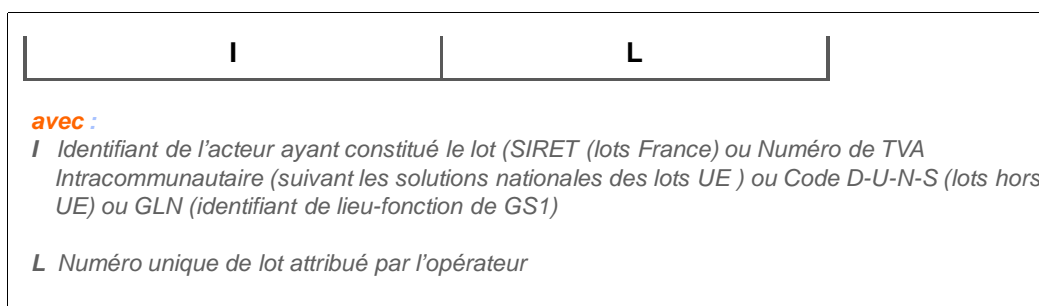 I L
avec :
I Identifiant de l'acteur ayant constitué le lot (SIRET (lots France) ou Numéro de TVA
Intracommunautaire (suivant les solutions nationales des lots UE ) ou Code D-U-N-S (lots hors
UE) ou GLN (identifiant de lieu-fonction de GS1)
L Numéro unique de lot attribué par l'opérateur